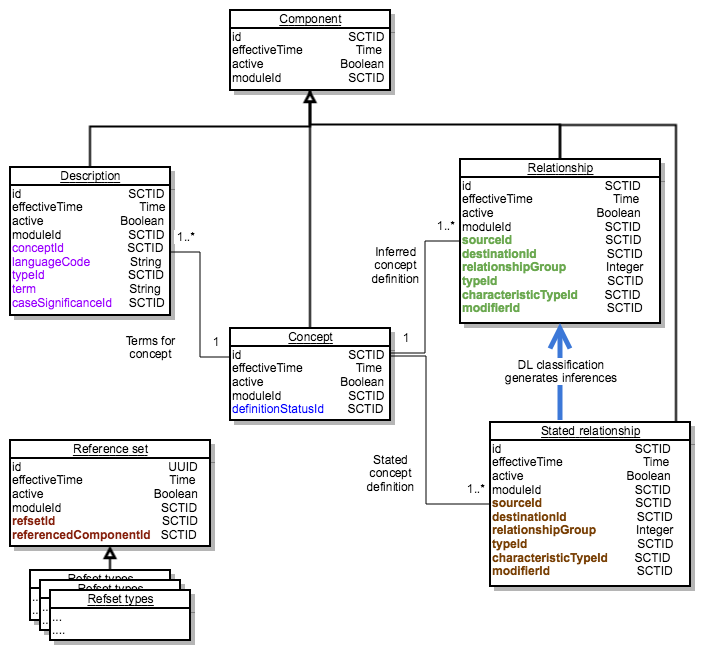 Component
id SCTID
effectiveTime Time
active Boolean
moduleId SCTID
Description
id SCTID
effectiveTime Time
active Boolean
moduleId SCTID
conceptId SCTID
languageCode String
typeId SCTID
term String
caseSignificanceId SCTID
Relationship
id SCTID
effectiveTime Time
active Boolean
moduleId SCTID
sourceId SCTID
destinationId SCTID
relationshipGroup Integer
typeId SCTID
characteristicTypeId SCTID
modifierId SCTID
1..*
1..*
Inferred
concept
definition
Terms for
concept
1
1
Concept
id SCTID
effectiveTime Time
active Boolean
moduleId SCTID
definitionStatusId SCTID
DL classification
generates inferences
Stated
concept
definition
1..*
Stated relationship
id SCTID
effectiveTime Time
active Boolean
moduleId SCTID
sourceId SCTID
destinationId SCTID
relationshipGroup Integer
typeId SCTID
characteristicTypeId SCTID
modifierId SCTID
Reference set
id UUID
effectiveTime Time
active Boolean
moduleId SCTID
refsetId SCTID
referencedComponentId SCTID
Refset types
Refset types
Refset types
...
....